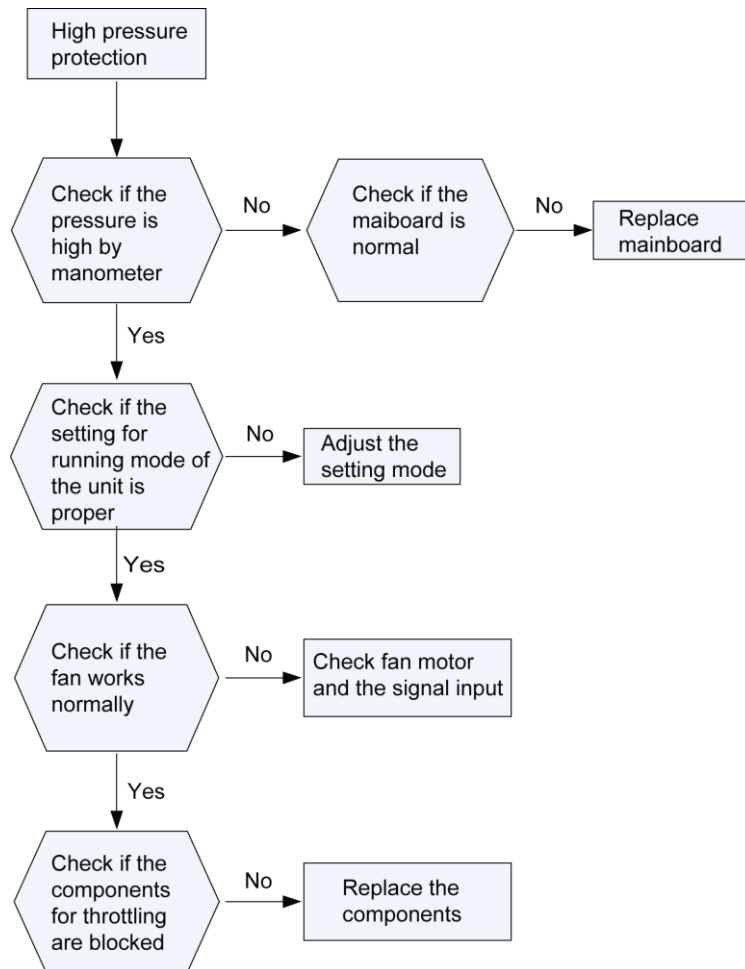 High pressure
protection
Check if the
pressure is
high by
manometer
No
Check if the
maiboard is
normal
No
Replace
mainboard
Yes
Check if the
setting for
running mode of
the unit is
proper
No
Adjust the
setting mode
Yes
Check if the
fan works
normally
No
Check fan motor
and the signal input
Yes
Check if the
components
for throttling
are blocked
No
Replace the
components